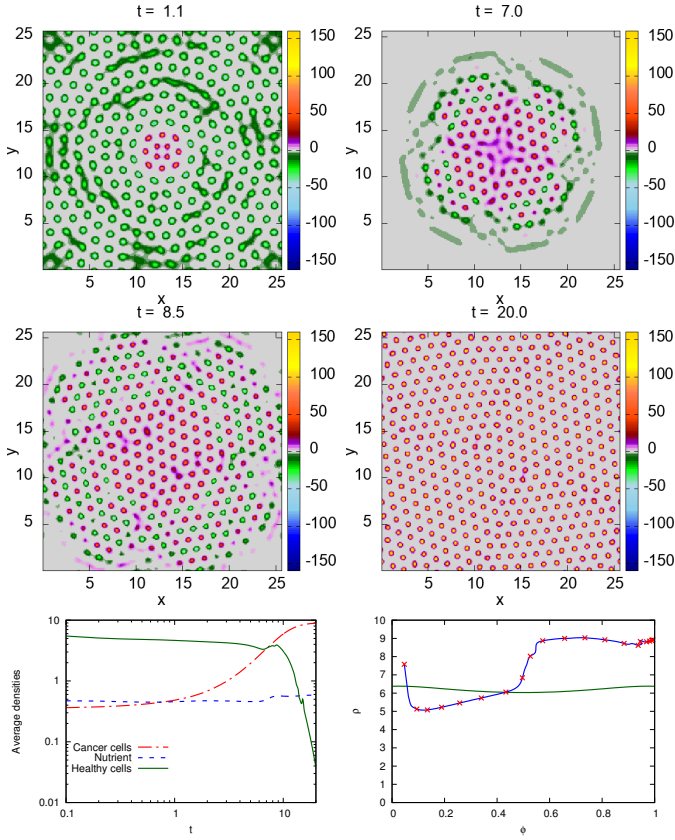 t = 1.1
t = 7.0
25
20
15
10
5
y
5 10 15 20 25
x
150
100
50
0
-50
-100
-150
25
20
15
10
5
y
5 10 15 20 25
x
150
100
50
0
-50
-100
-150
t = 8.5
t = 20.0
25
20
15
10
5
y
5 10 15 20 25
x
150
100
50
0
-50
-100
-150
25
20
15
10
5
y
5 10 15 20 25
x
150
100
50
0
-50
-100
-150
10
1
0.1
0.01
Average densities
Cancer cells
Nutrient
Healthy cells
0.1 1 10
t
10
9
8
7
6
5
4
3
2
1
0
ρ
0 0.2 0.4 0.6 0.8 1
ϕ